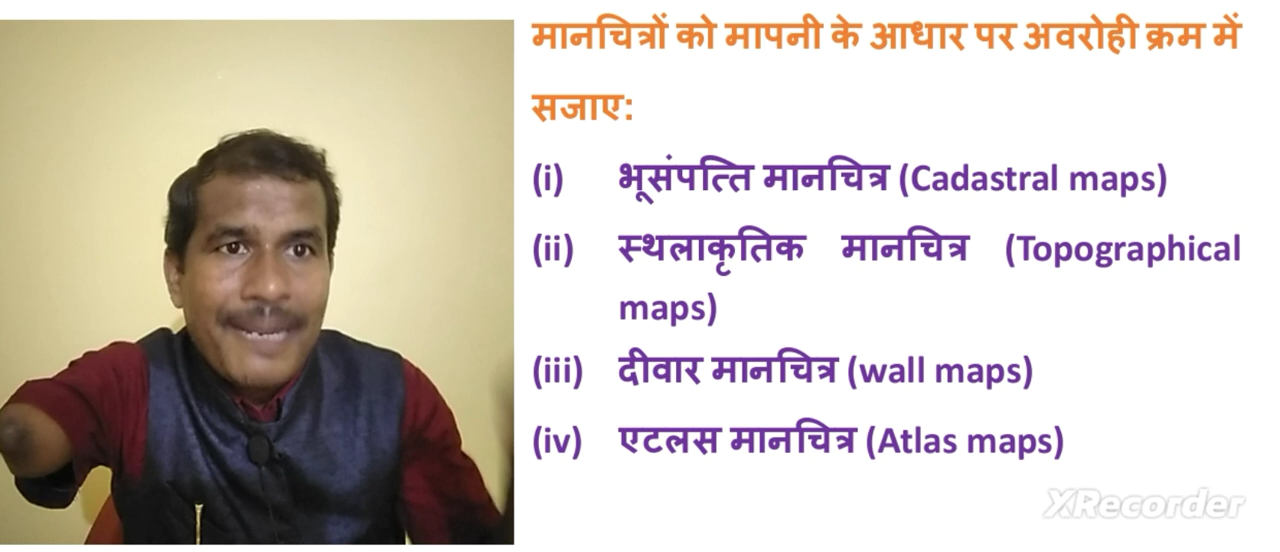 मानचित्रों को मापनी के आधार पर अवरोही क्रम में
सजाए:
(i) भूसंपत्ति मानचित्र (Cadastral maps)
(ii) स्थलाकृतिक मानचित्र (Topographical
maps)
(iii) दीवार मानचित्र (wall maps)
(iv) एटलस मानचित्र (Atlas maps)
XRecorder